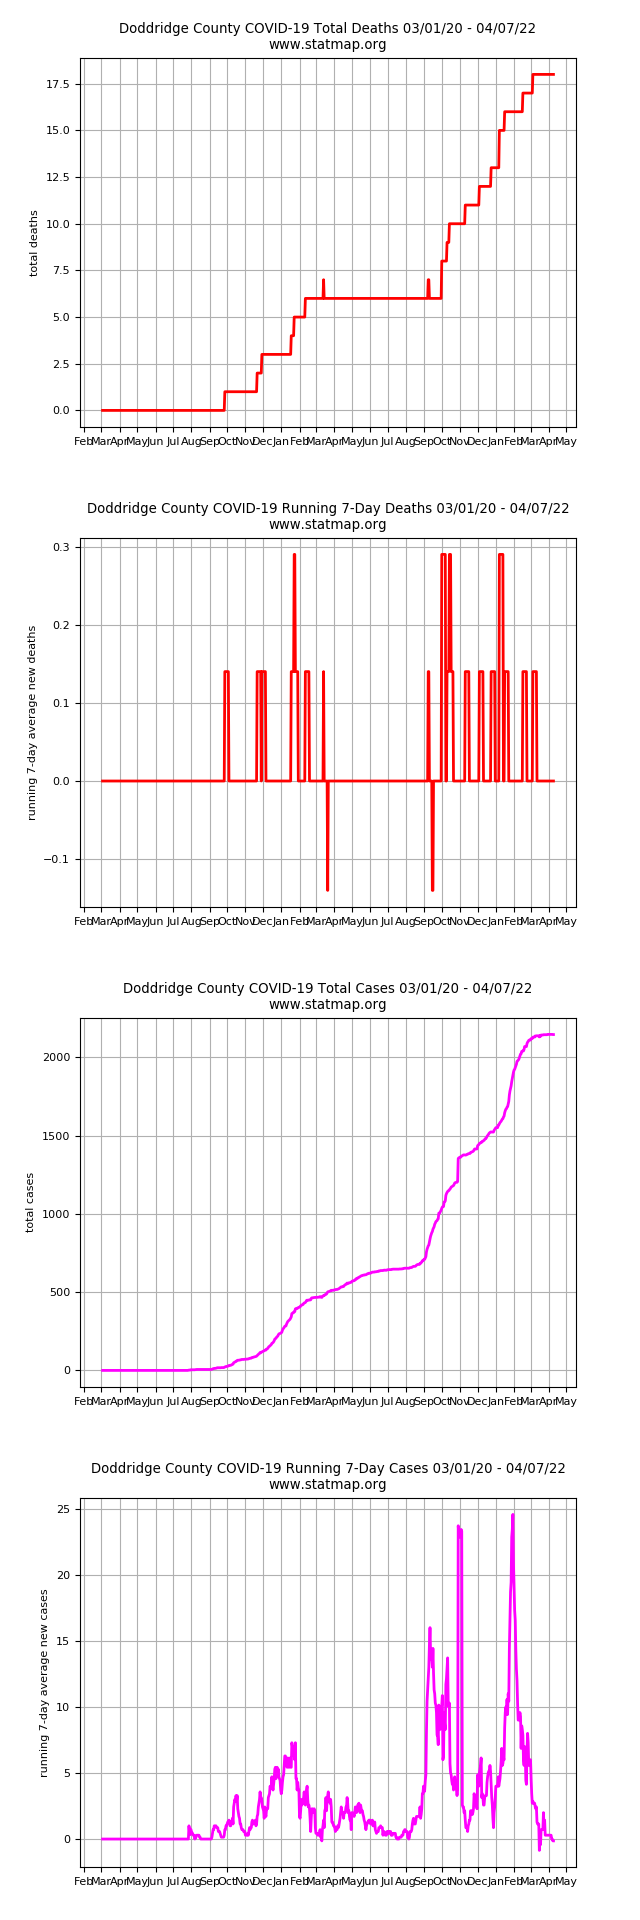 Doddridge County COVID-19 Total Deaths 03/01/20 - 04/07/22
www.statmap.org
17.5
15.0
12.5
10.0
7.5
5.0
2.5
0.0
total deaths
Feb Mar Apr May Jun Jul Aug Sep Oct Nov Dec Jan Feb Mar Apr May Jun Jul Aug Sep Oct Nov Dec Jan Feb Mar Apr May
Doddridge County COVID-19 Running 7-Day Deaths 03/01/20 - 04/07/22
www.statmap.org
0.3
0.2
0.1
0.0
−0.1
running 7-day average new deaths
Feb Mar Apr May Jun Jul Aug Sep Oct Nov Dec Jan Feb Mar Apr May Jun Jul Aug Sep Oct Nov Dec Jan Feb Mar Apr May
Doddridge County COVID-19 Total Cases 03/01/20 - 04/07/22
www.statmap.org
2000
1500
1000
500
0
total cases
Feb Mar Apr May Jun Jul Aug Sep Oct Nov Dec Jan Feb Mar Apr May Jun Jul Aug Sep Oct Nov Dec Jan Feb Mar Apr May
Doddridge County COVID-19 Running 7-Day Cases 03/01/20 - 04/07/22
www.statmap.org
25
20
15
10
5
0
running 7-day average new cases
Feb Mar Apr May Jun Jul Aug Sep Oct Nov Dec Jan Feb Mar Apr May Jun Jul Aug Sep Oct Nov Dec Jan Feb Mar Apr May